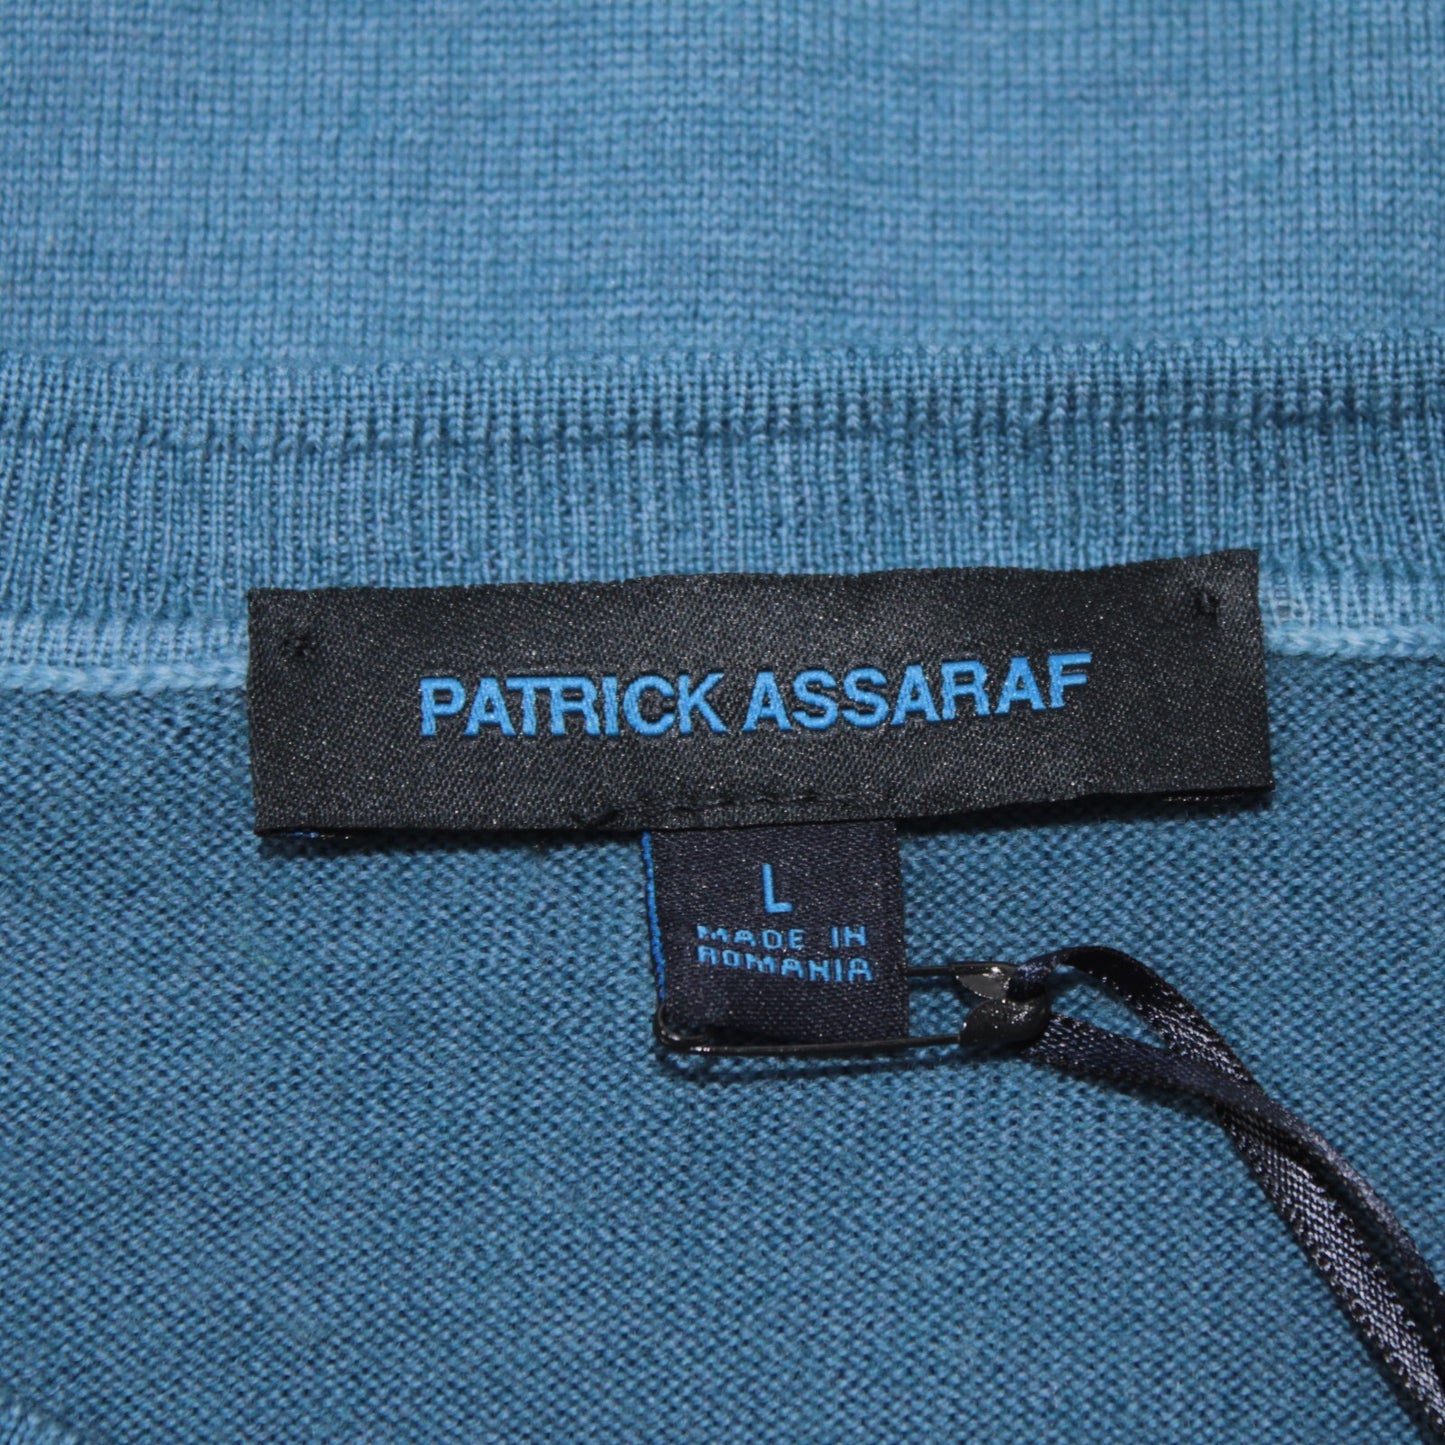 PATRICK ASSARAF
L
MADE IN
ROMANIA